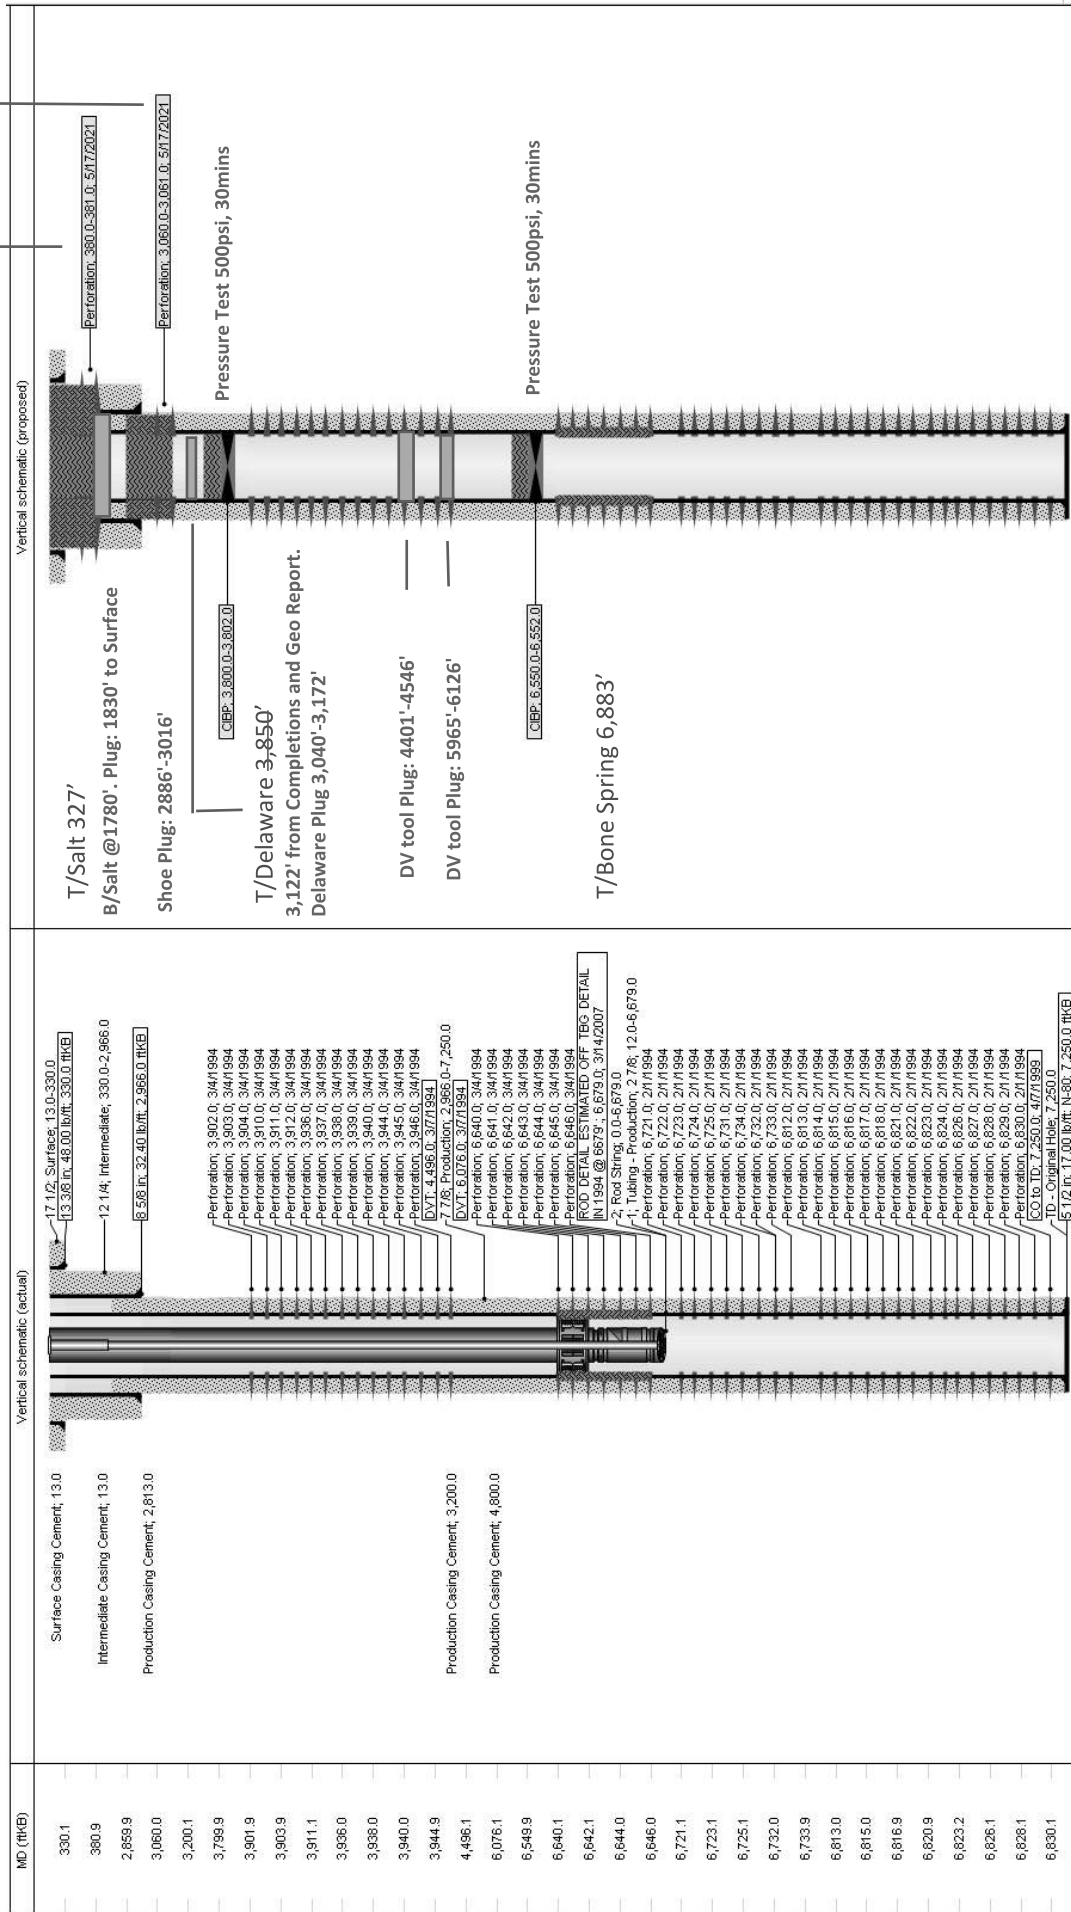 MD (ftKB)
330.1
380.9
2,859.9
3,060.0
3,200.1
3,799.9
3,901.9
3,903.9
3,911.1
3,936.0
3,938.0
3,940.0
3,944.9
4,496.1
6,076.1
6,549.9
6,640.1
6,642.1
6,644.0
6,646.0
6,721.1
6,723.1
6,725.1
6,732.0
6,733.9
6,813.0
6,815.0
6,816.9
6,820.9
6,823.2
6,826.1
6,828.1
6,830.1
Vertical schematic (actual)
Surface Casing Cement; 13.0
Intermediate Casing Cement; 13.0
Production Casing Cement; 2,813.0
Production Casing Cement; 3,200.0
Production Casing Cement; 4,800.0
17 1/2; Surface; 13.0-330.0
13 3/8 in; 48.00 lb/ft; 330.0 ftKB
12 1/4; Intermediate; 330.0-2,966.0
8 5/8 in; 32.40 lb/ft; 2,966.0 ftKB
Perforation; 3,902.0; 3/4/1994
Perforation; 3,903.0; 3/4/1994
Perforation; 3,904.0; 3/4/1994
Perforation; 3,910.0; 3/4/1994
Perforation; 3,911.0; 3/4/1994
Perforation; 3,912.0; 3/4/1994
Perforation; 3,936.0; 3/4/1994
Perforation; 3,937.0; 3/4/1994
Perforation; 3,938.0; 3/4/1994
Perforation; 3,939.0; 3/4/1994
Perforation; 3,940.0; 3/4/1994
Perforation; 3,944.0; 3/4/1994
Perforation; 3,945.0; 3/4/1994
Perforation; 3,946.0; 3/4/1994
DVT; 4,496.0; 3/7/1994
7 7/8; Production; 2,966.0-7,250.0
DVT; 6,076.0; 3/7/1994
Perforation; 6,640.0; 3/4/1994
Perforation; 6,641.0; 3/4/1994
Perforation; 6,642.0; 3/4/1994
Perforation; 6,643.0; 3/4/1994
Perforation; 6,644.0; 3/4/1994
Perforation; 6,645.0; 3/4/1994
Perforation; 6,646.0; 3/4/1994
ROD DETAIL ESTIMATED OFF TBG DETAIL
IN 1994 @ 6679'; 6,679.0; 3/14/2007
2; Rod String; 0.0-6,679.0
1; Tubing - Production; 2 7/8; 12.0-6,679.0
Perforation; 6,721.0; 2/1/1994
Perforation; 6,722.0; 2/1/1994
Perforation; 6,723.0; 2/1/1994
Perforation; 6,724.0; 2/1/1994
Perforation; 6,725.0; 2/1/1994
Perforation; 6,731.0; 2/1/1994
Perforation; 6,734.0; 2/1/1994
Perforation; 6,732.0; 2/1/1994
Perforation; 6,733.0; 2/1/1994
Perforation; 6,812.0; 2/1/1994
Perforation; 6,813.0; 2/1/1994
Perforation; 6,814.0; 2/1/1994
Perforation; 6,815.0; 2/1/1994
Perforation; 6,816.0; 2/1/1994
Perforation; 6,817.0; 2/1/1994
Perforation; 6,818.0; 2/1/1994
Perforation; 6,821.0; 2/1/1994
Perforation; 6,822.0; 2/1/1994
Perforation; 6,823.0; 2/1/1994
Perforation; 6,824.0; 2/1/1994
Perforation; 6,826.0; 2/1/1994
Perforation; 6,827.0; 2/1/1994
Perforation; 6,828.0; 2/1/1994
Perforation; 6,829.0; 2/1/1994
Perforation; 6,830.0; 2/1/1994
CO to TD; 7,250.0; 4/7/1999
TD - Original Hole; 7,250.0
5 1/2 in; 17.00 lb/ft; N-80; 7,250.0 ftKB
Vertical schematic (proposed)
T/Salt 327'
B/Salt @1780'. Plug: 1830' to Surface
Shoe Plug: 2886'-3016'
CIBP; 3,800.0-3,802.0
T/Delaware 3,850'
3,122' from Completions and Geo Report.
Delaware Plug 3,040'-3,172'
DV tool Plug: 4401'-4546'
DV tool Plug: 5965'-6126'
CIBP; 6,550.0-6,552.0
T/Bone Spring 6,883'
Perforation; 380.0-381.0; 5/17/2021
Perforation; 3,060.0-3,061.0; 5/17/2021
Pressure Test 500psi, 30mins
Pressure Test 500psi, 30mins